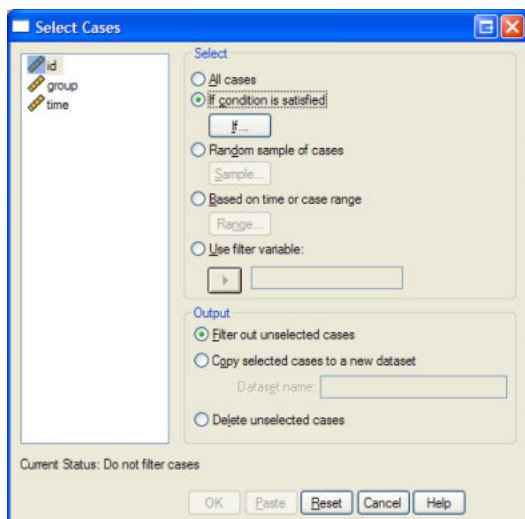 Select Cases
id
group
time
Select
All cases
If condition is satisfied
If...
Random sample of cases
Sample...
Based on time or case range
Range...
Use filter variable:
Output
Filter out unselected cases
Copy selected cases to a new dataset
Dataset name:
Delete unselected cases
Current Status: Do not filter cases
OK Paste Reset Cancel Help